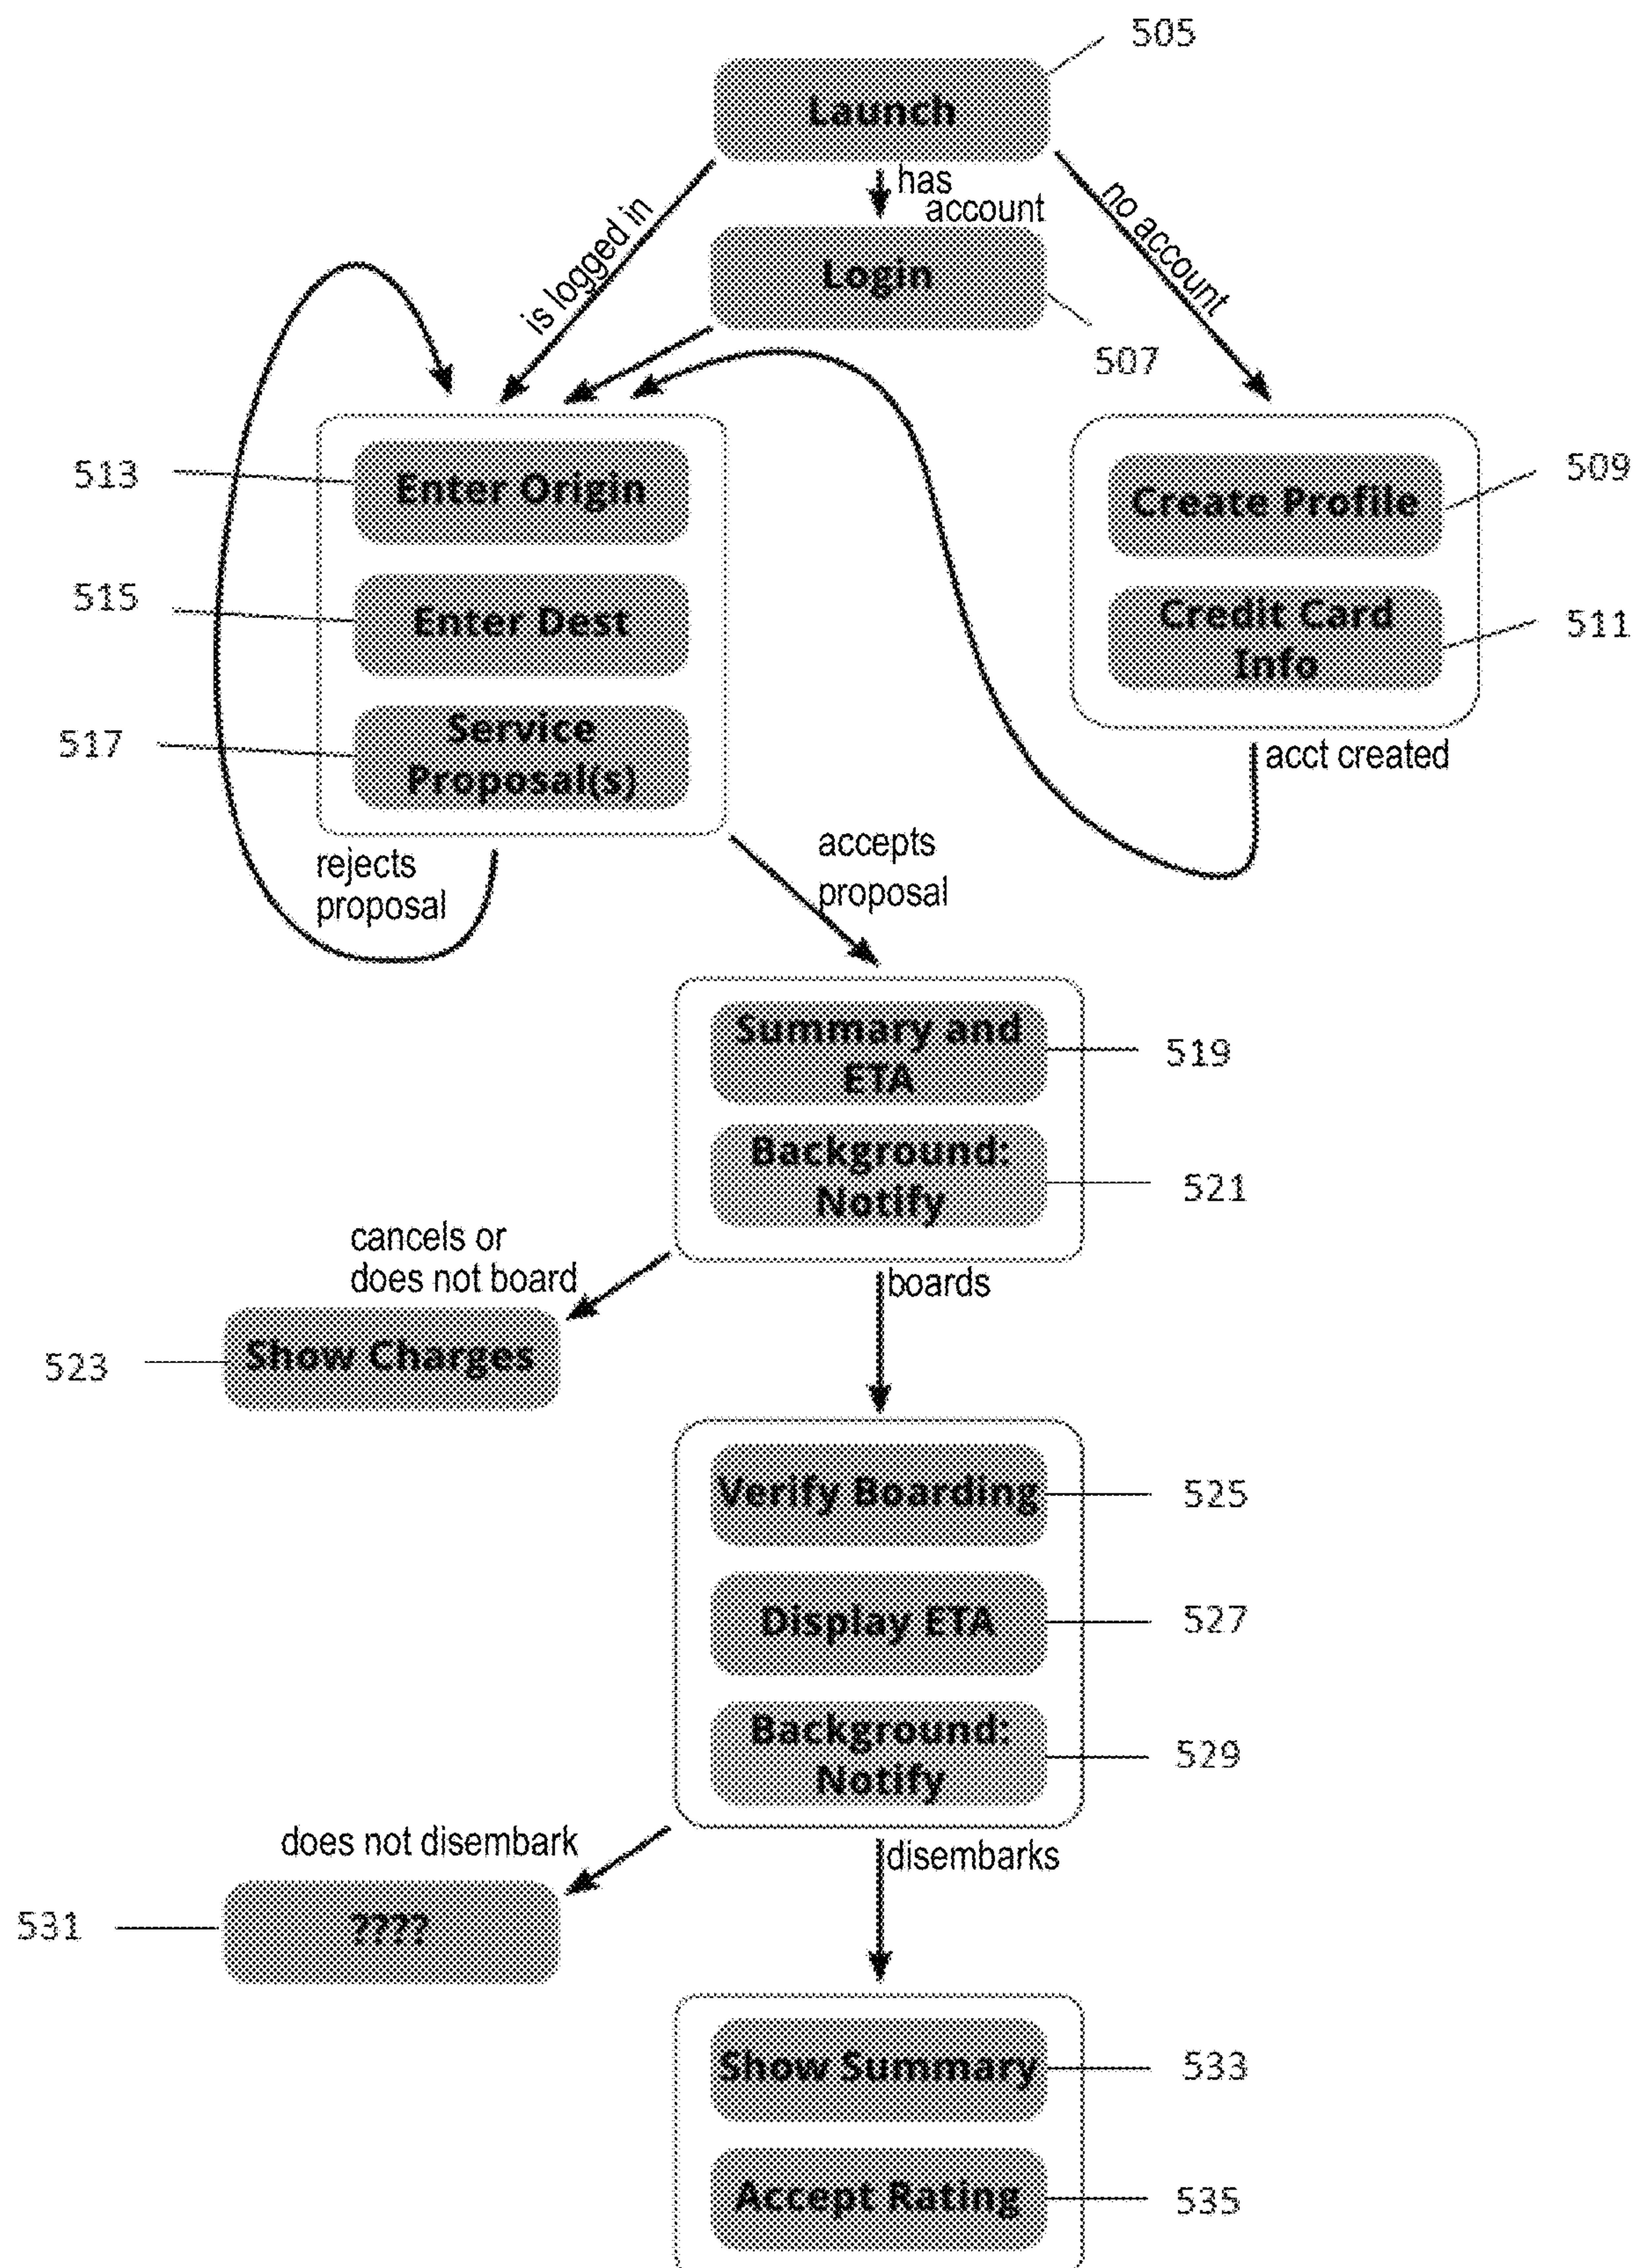 505
Launch
has
account
is logged in
no account
Login
507
513
Enter Origin
509
Create Profile
515
Enter Dest
Credit Card
Info
511
517
Service
Proposal(s)
acct created
rejects
proposal
accepts
proposal
Summary and
ETA
519
Background:
Notify
521
cancels or
does not board
boards
523
Show Charges
Verify Boarding
525
Display ETA
527
Background:
Notify
529
does not disembark
disembarks
531
????
Show Summary
533
Accept Rating
535